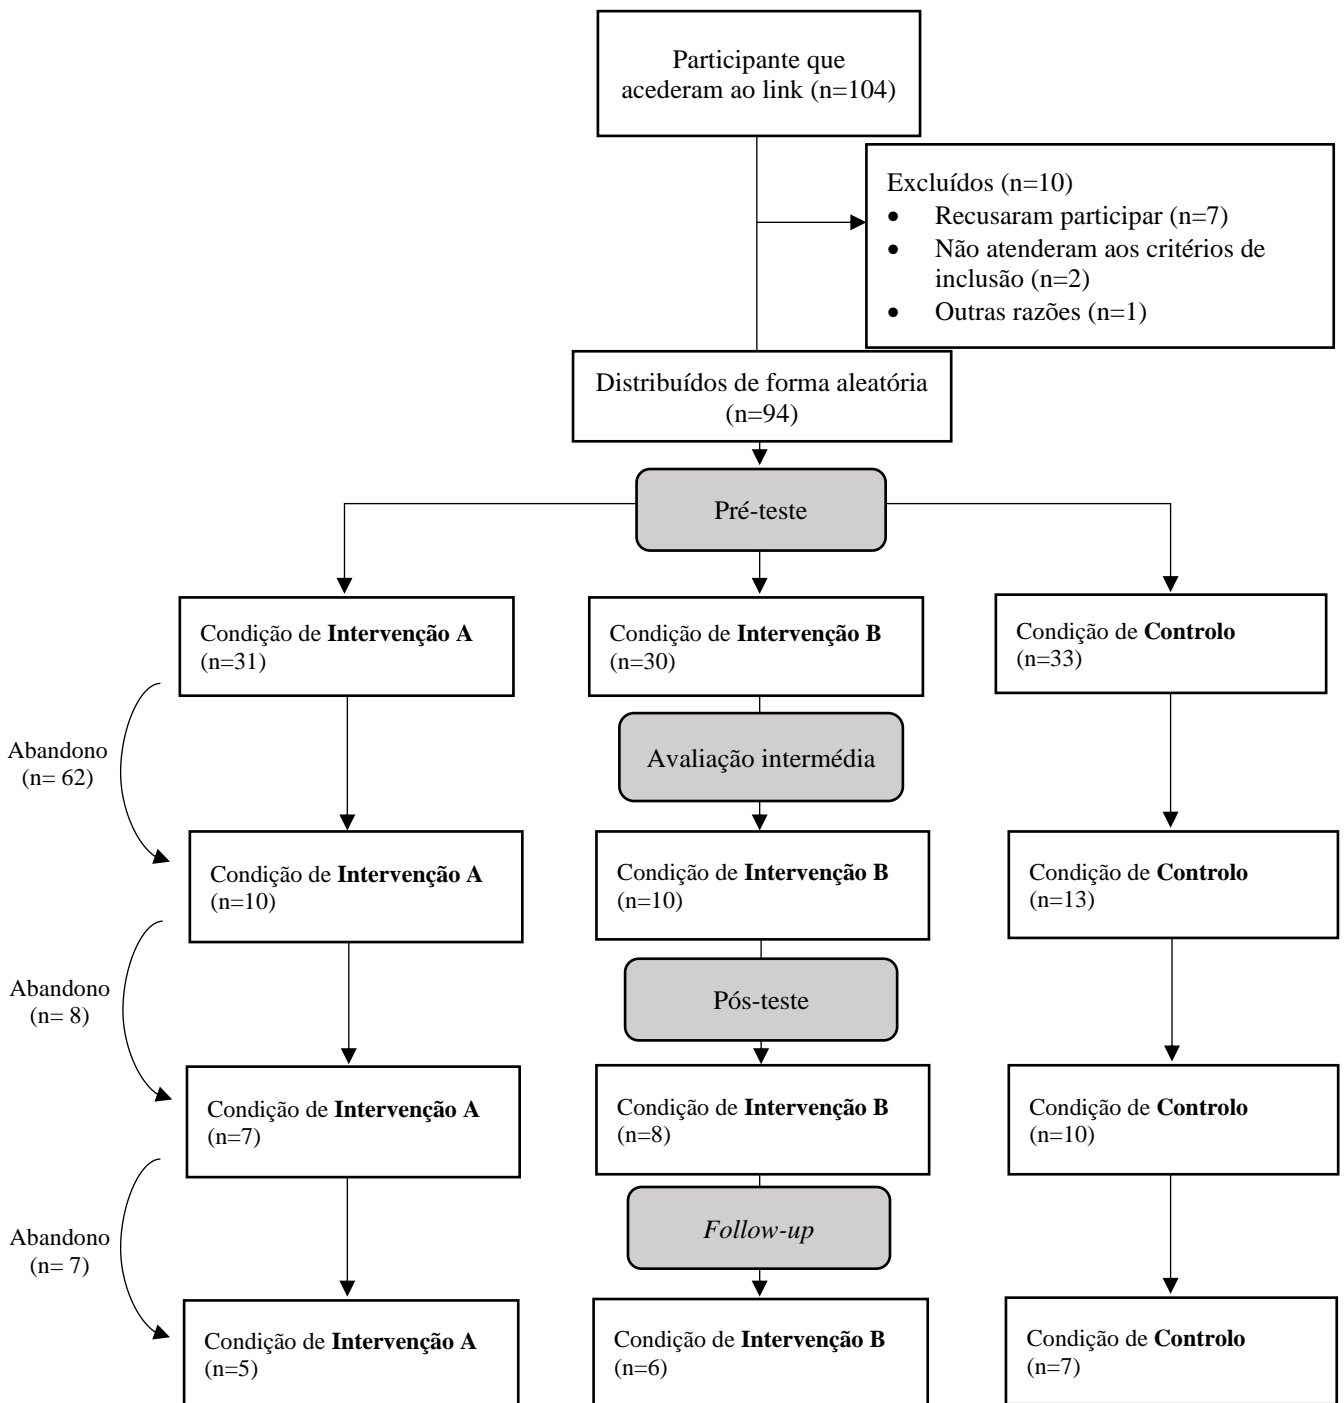 Participante que
acederam ao link (n=104)
Excluídos (n=10)
• Recusaram participar (n=7)
• Não atenderam aos critérios de
inclusão (n=2)
• Outras razões (n=1)
Distribuídos de forma aleatória
(n=94)
Pré-teste
Condição de Intervenção A
(n=31)
Condição de Intervenção B
(n=30)
Condição de Controlo
(n=33)
Abandono
(n= 62)
Avaliação intermédia
Condição de Intervenção A
(n=10)
Condição de Intervenção B
(n=10)
Condição de Controlo
(n=13)
Abandono
(n= 8)
Pós-teste
Condição de Intervenção A
(n=7)
Condição de Intervenção B
(n=8)
Condição de Controlo
(n=10)
Abandono
(n= 7)
Follow-up
Condição de Intervenção A
(n=5)
Condição de Intervenção B
(n=6)
Condição de Controlo
(n=7)